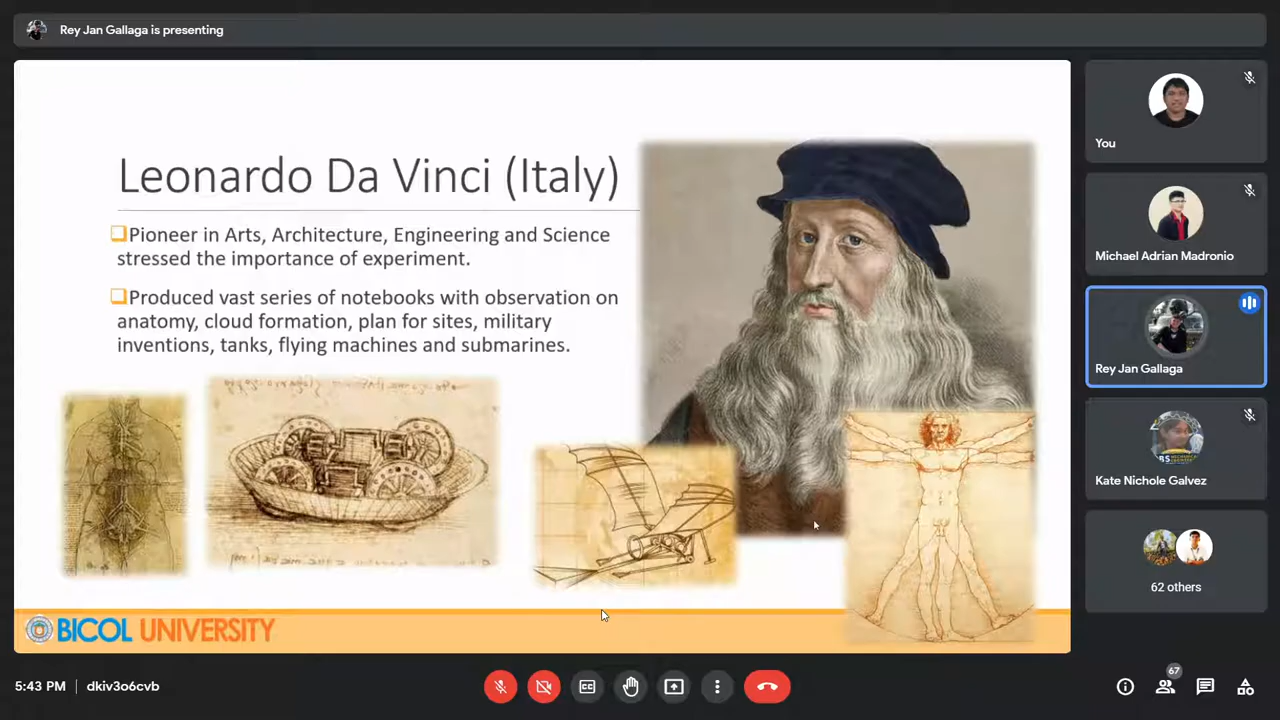 Rey Jan Gallaga is presenting
Leonardo Da Vinci (Italy)
Pioneer in Arts, Architecture, Engineering and Science
stressed the importance of experiment.
Produced vast series of notebooks with observation on
anatomy, cloud formation, plan for sites, military
inventions, tanks, flying machines and submarines.
BICOL UNIVERSITY
You
Michael Adrian Madronio
Rey Jan Gallaga
Kate Nichole Galvez
62 others
5:43 PM | dkiv3o6cvb
67